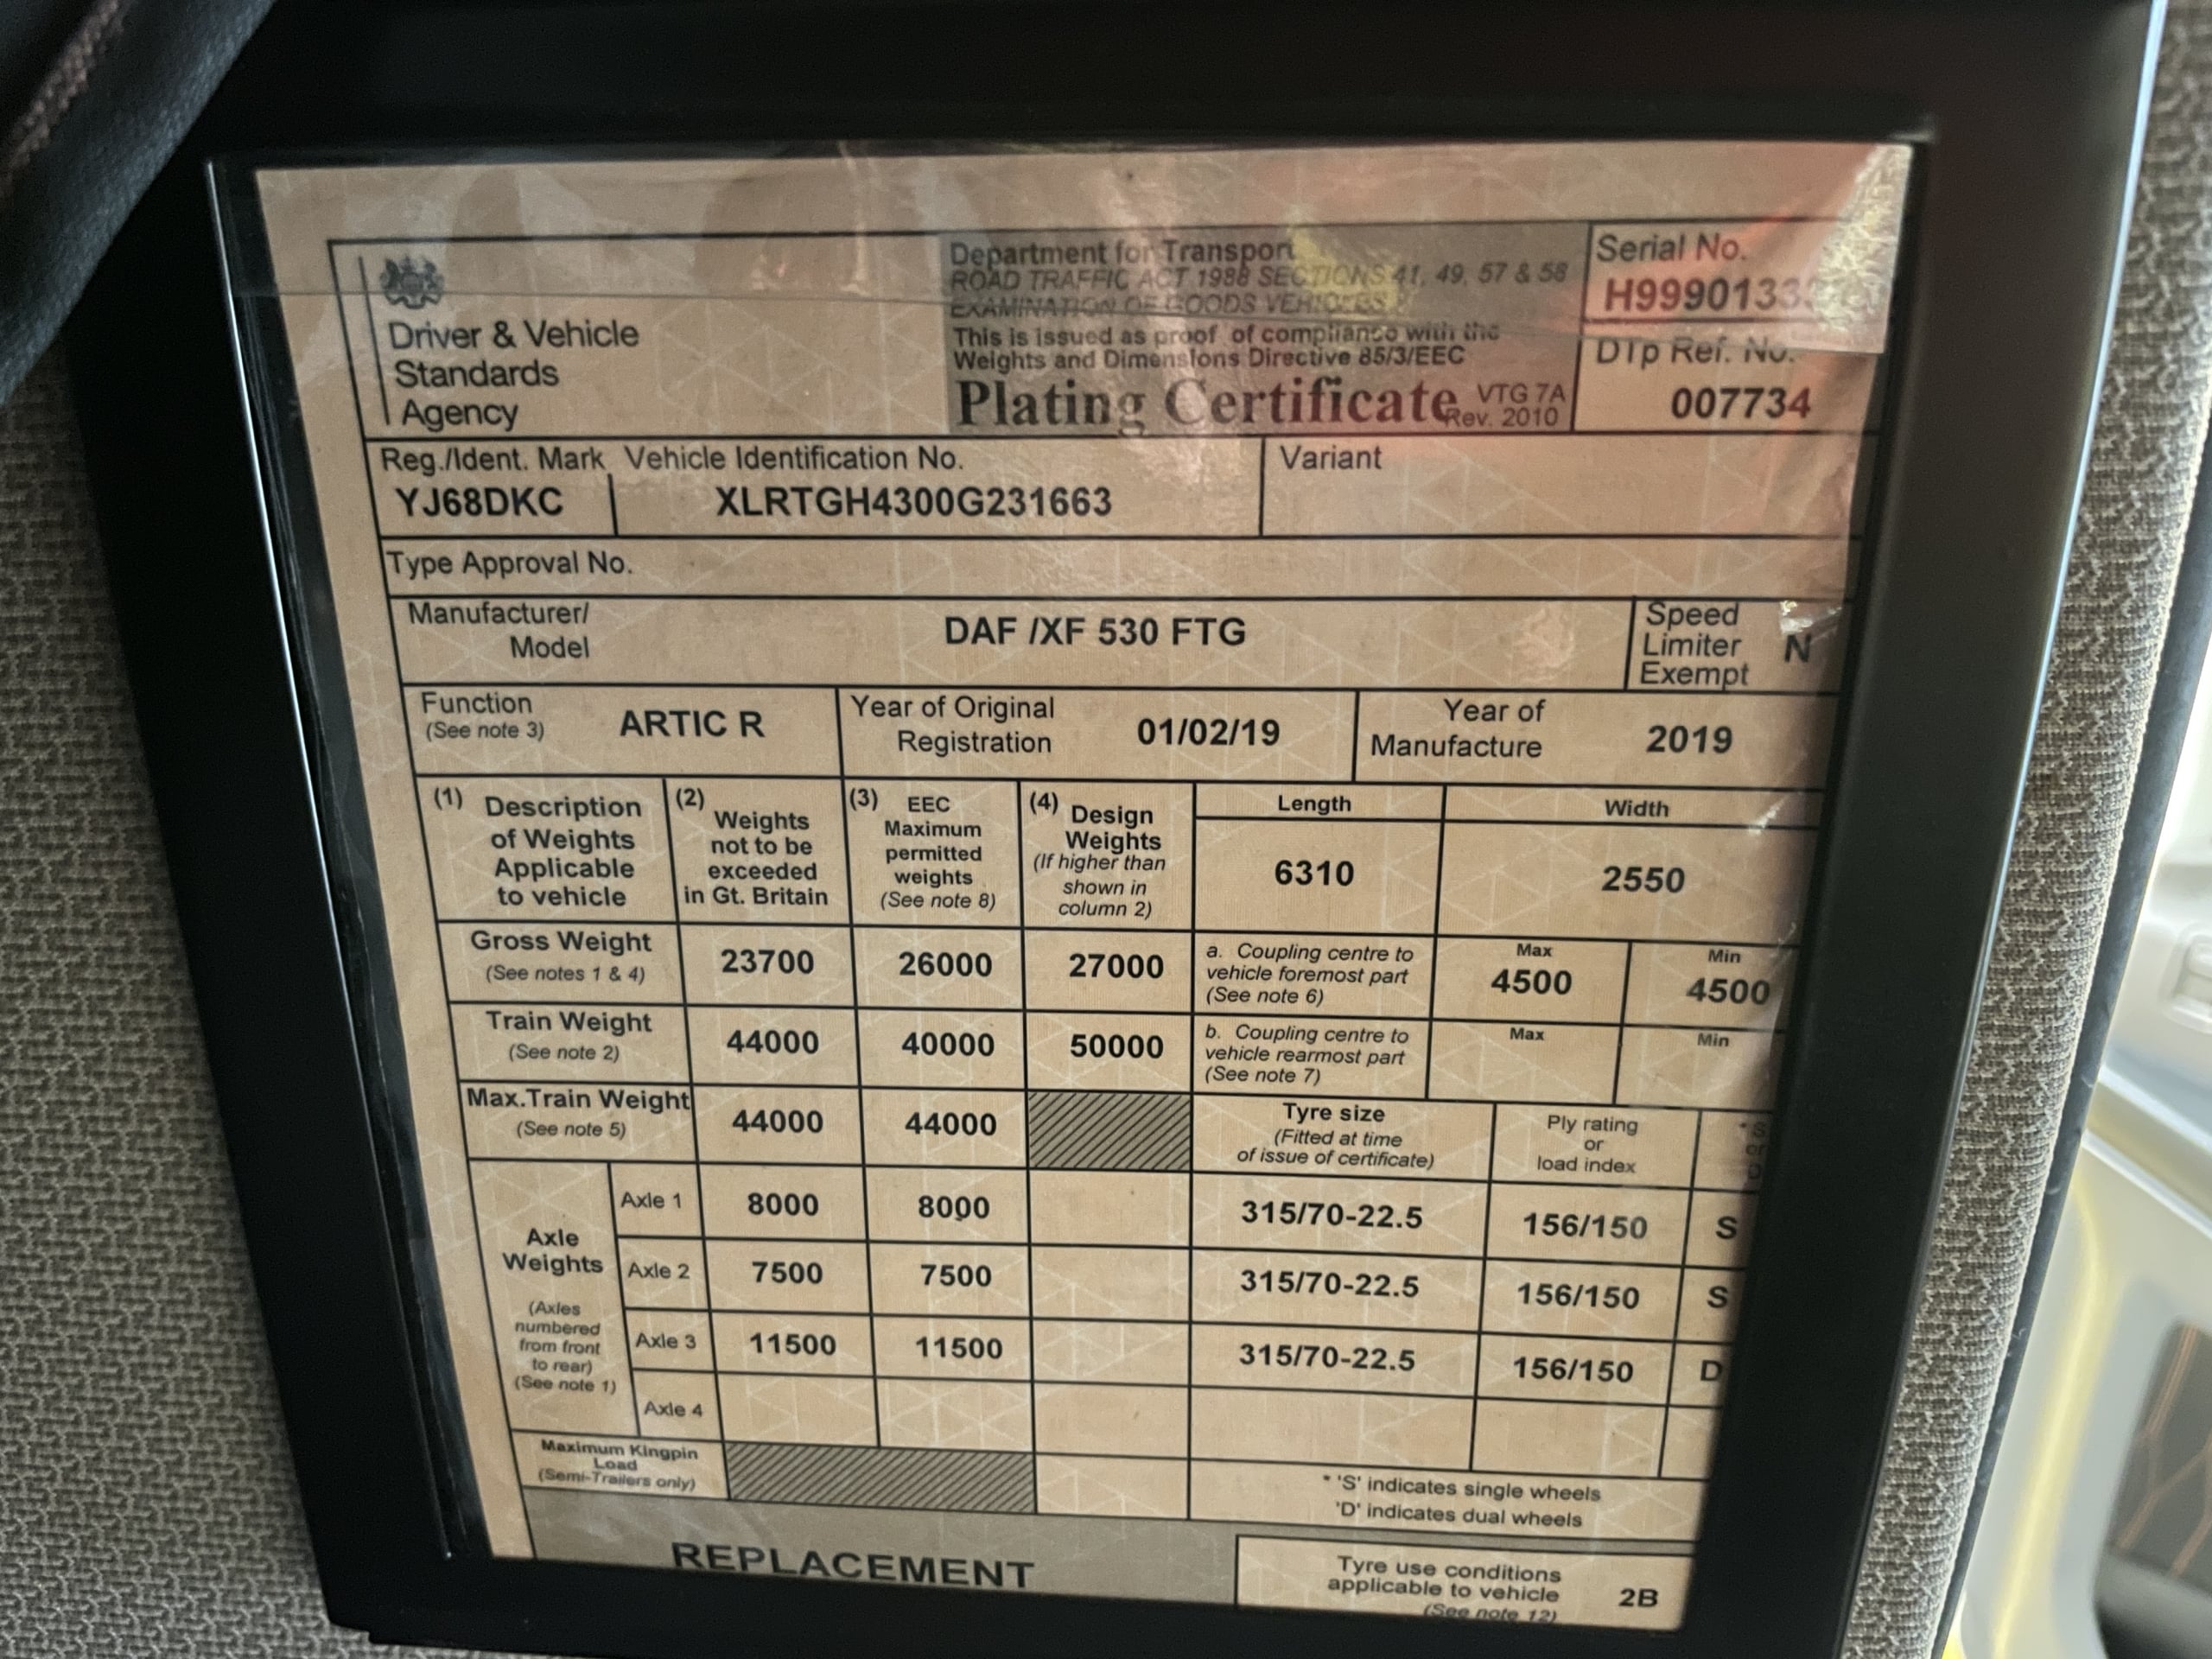 Department for Transport
ROAD TRAFFIC ACT 1988 SECTIONS 41, 49, 57 & 58
EXAMINATION OF GOODS VEHICLES
This is issued as proof of compliance with the
Weights and Dimensions Directive 85/3/EEC
Plating Certificate VTG 7A
Rev. 2010
Serial No.
DTp Ref. No.
007734
Driver & Vehicle
Standards
Agency
Reg./Ident. Mark Vehicle Identification No.
YJ68DKC XLRTGH4300G231663
Variant
Type Approval No.
Manufacturer/
Model
DAF /XF 530 FTG
Speed
Limiter
Exempt
N
Function
(See note 3)
ARTIC R
Year of Original
Registration
01/02/19
Year of
Manufacture
2019
(1) Description
of Weights
Applicable
to vehicle
(2) Weights
not to be
exceeded
in Gt. Britain
(3) EEC
Maximum
permitted
weights
(See note 8)
(4) Design
Weights
(If higher than
shown in
column 2)
Length
6310
Width
2550
Gross Weight
(See notes 1 & 4)
23700 26000 27000
a. Coupling centre to
vehicle foremost part
(See note 6)
Max
4500
Min
4500
Train Weight
(See note 2)
44000 40000 50000
b. Coupling centre to
vehicle rearmost part
(See note 7)
Max
Min
Max.Train Weight
(See note 5)
44000 44000
Tyre size
(Fitted at time
of issue of certificate)
Ply rating
or
load index
Axle
Weights
(Axles
numbered
from front
to rear)
(See note 1)
Axle 1 8000 8000 315/70-22.5 156/150 S
Axle 2 7500 7500 315/70-22.5 156/150 S
Axle 3 11500 11500 315/70-22.5 156/150 D
Axle 4
Maximum Kingpin
Load
(Semi-Trailers only)
* 'S' indicates single wheels
'D' indicates dual wheels
REPLACEMENT
Tyre use conditions
applicable to vehicle
(See note 12)
2B